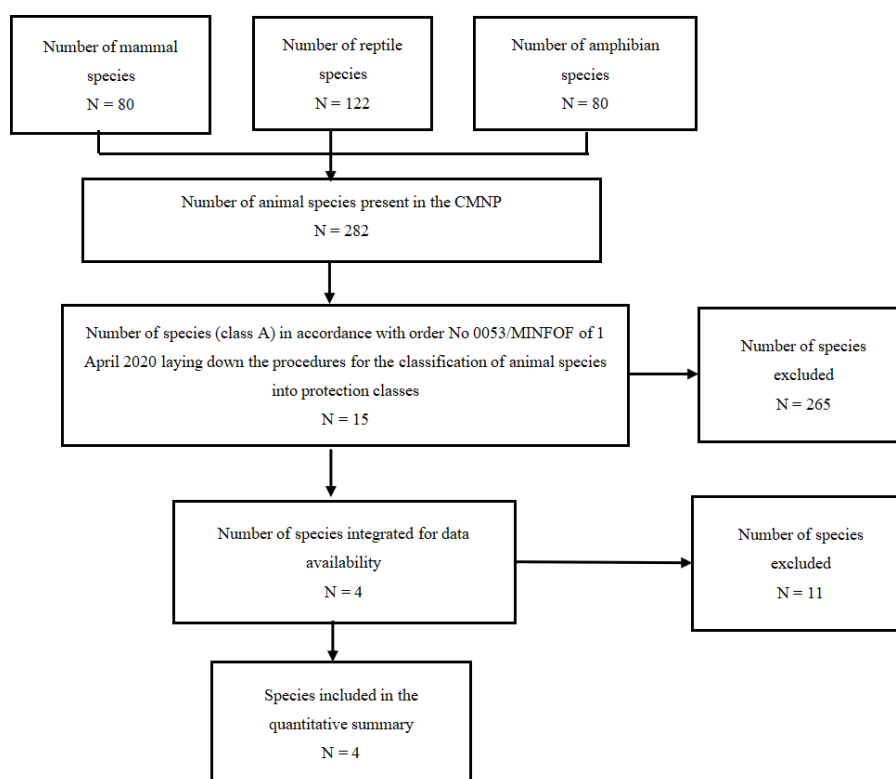 Number of mammal
species
N = 80
Number of reptile
species
N = 122
Number of amphibian
species
N = 80
Number of animal species present in the CMNP
N = 282
Number of species (class A) in accordance with order No 0053/MINFOF of 1
April 2020 laying down the procedures for the classification of animal species
into protection classes
N = 15
Number of species
excluded
N = 265
Number of species integrated for data
availability
N = 4
Number of species
excluded
N = 11
Species included in the
quantitative summary
N = 4